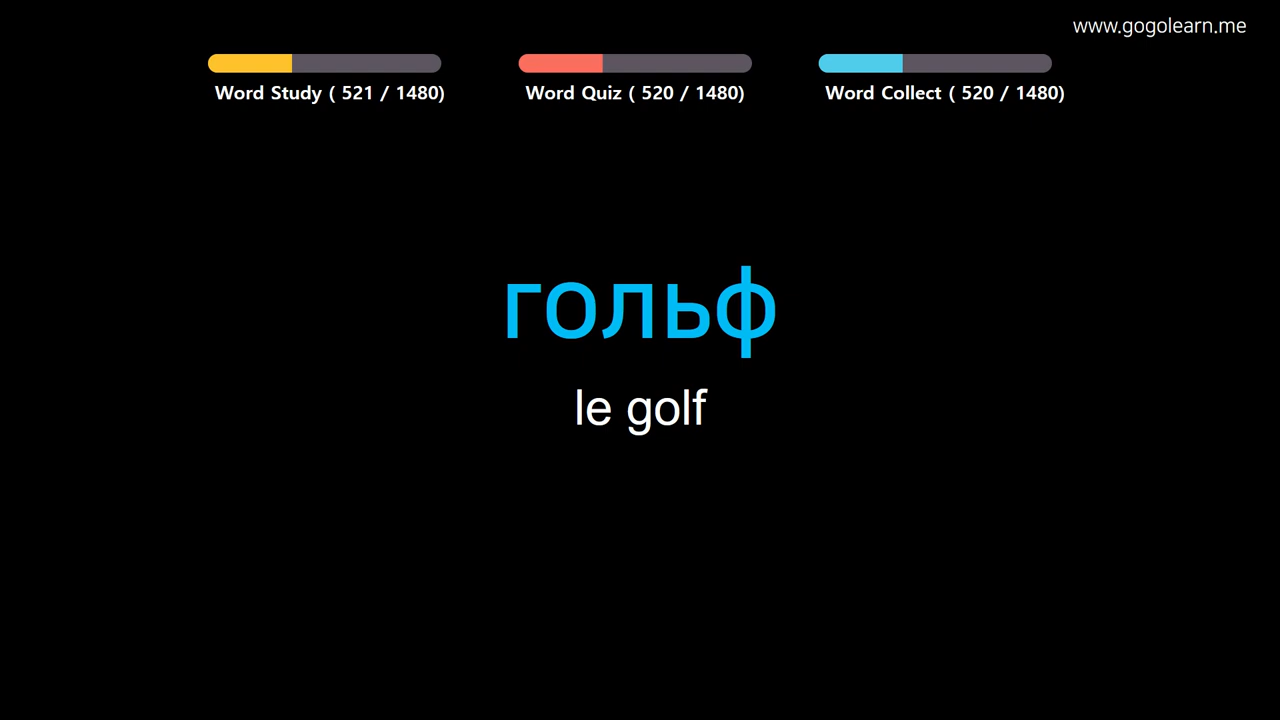 www.gogolearn.me
Word Study ( 521 / 1480)
Word Quiz ( 520 / 1480)
Word Collect ( 520 / 1480)
гольф
le golf